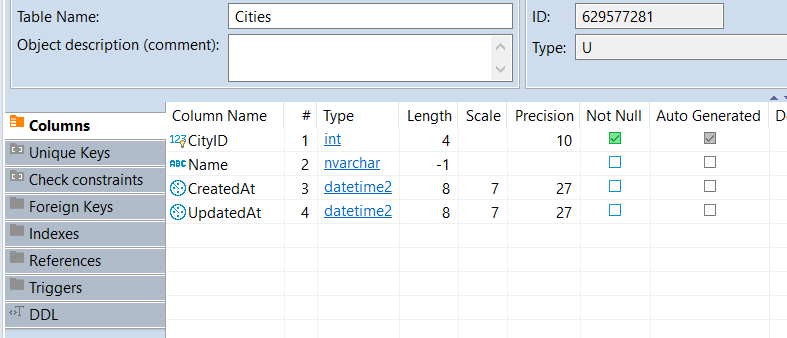 Table Name: Cities ID: 629577281
Object description (comment): Type: U
Columns
Unique Keys
Check constraints
Foreign Keys
Indexes
References
Triggers
DDL
Column Name # Type Length Scale Precision Not Null Auto Generated
123 CityID 1 int 4 10
ABC Name 2 nvarchar -1
CreatedAt 3 datetime2 8 7 27
UpdatedAt 4 datetime2 8 7 27